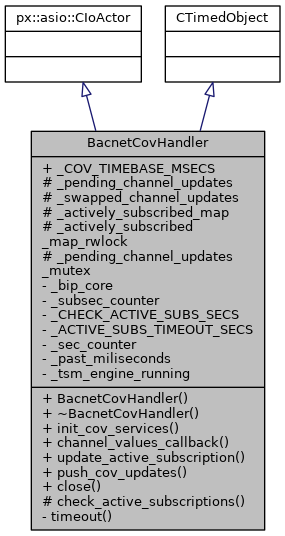 px::asio::CIoActor
CTimedObject
BacnetCovHandler
+ _COV_TIMEBASE_MSECS
# _pending_channel_updates
# _swapped_channel_updates
# _actively_subscribed_map
# _actively_subscribed
_map_rwlock
# _pending_channel_updates
_mutex
- _bip_core
- _subsec_counter
- _CHECK_ACTIVE_SUBS_SECS
- _ACTIVE_SUBS_TIMEOUT_SECS
- _sec_counter
- _past_miliseconds
- _tsm_engine_running
+ BacnetCovHandler()
+ ~BacnetCovHandler()
+ init_cov_services()
+ channel_values_callback()
+ update_active_subscription()
+ push_cov_updates()
+ close()
# check_active_subscriptions()
- timeout()